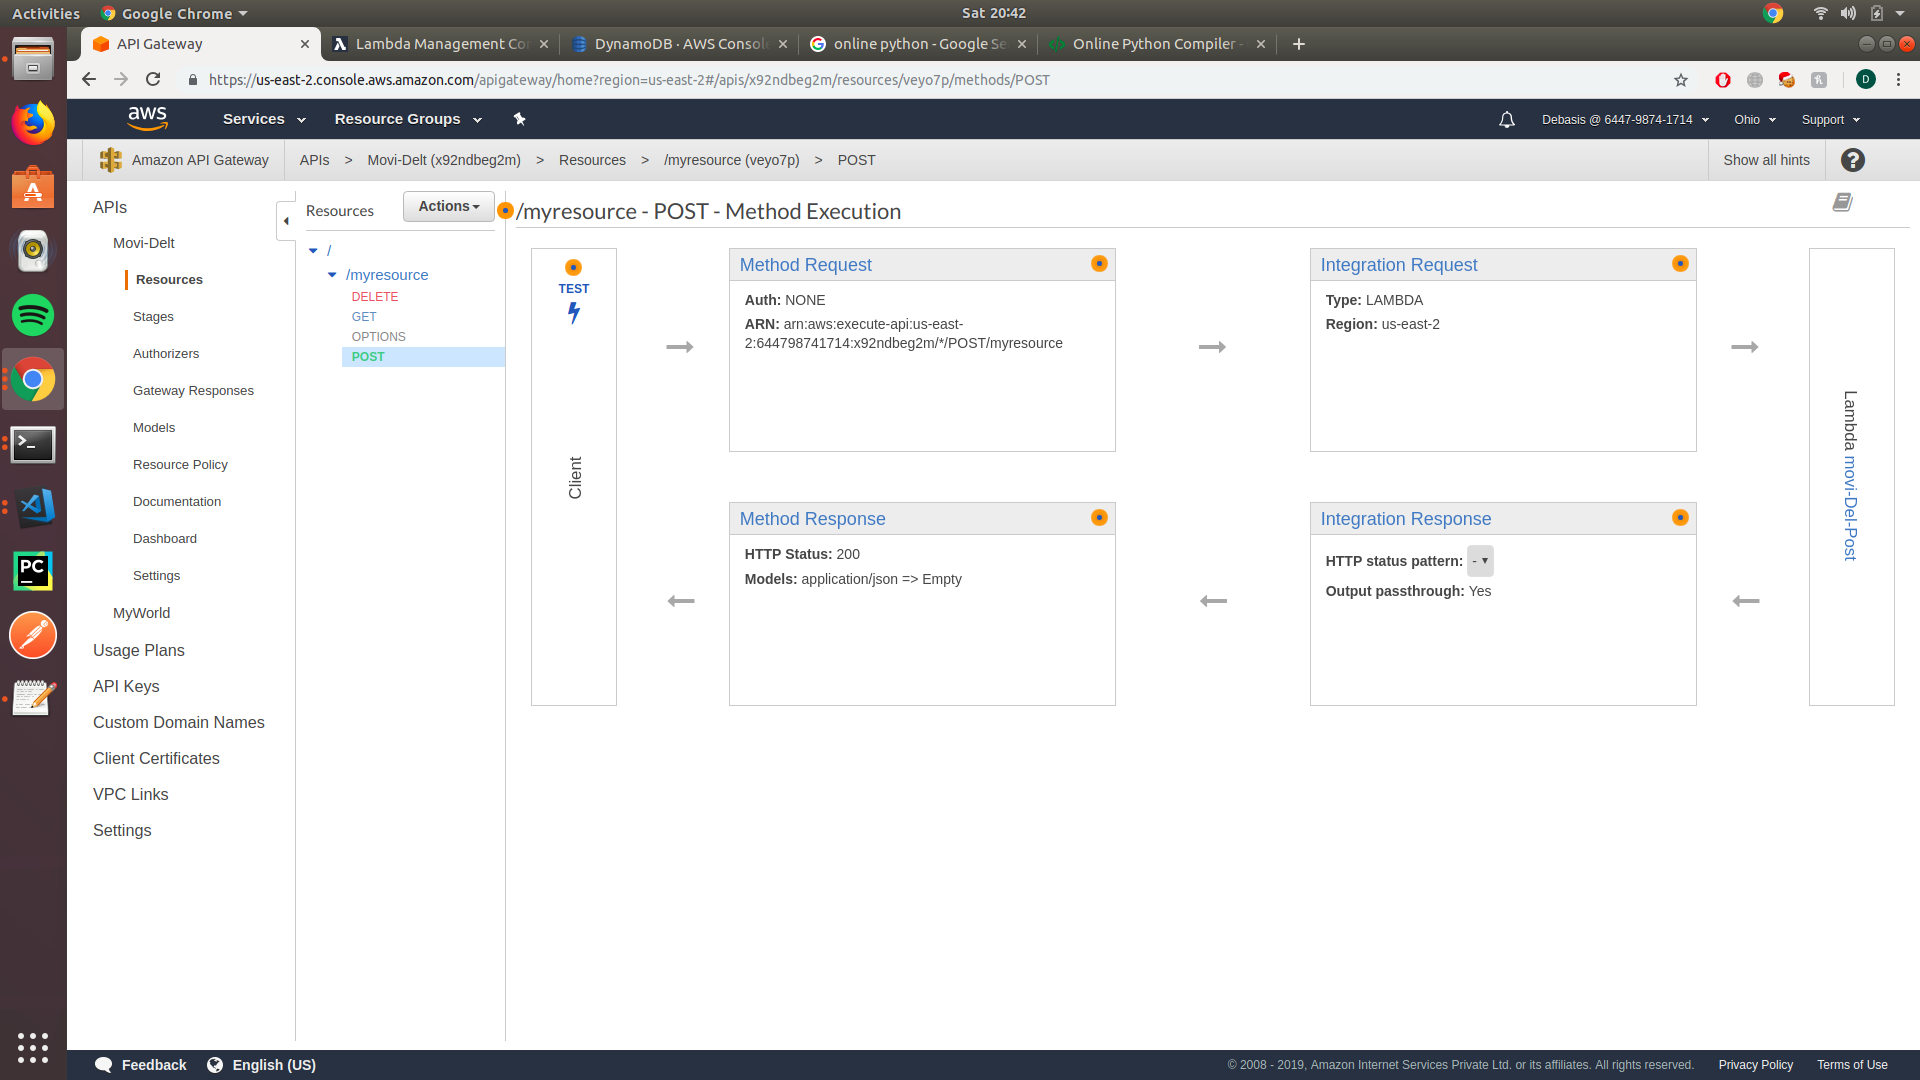 Activities
Google Chrome
Sat 20:42
API Gateway
Lambda Management Co
DynamoDB · AWS Consol
online python - Google Se
Online Python Compiler -
https://us-east-2.console.aws.amazon.com/apigateway/home?region=us-east-2#/apis/x92ndbeg2m/resources/veyo7p/methods/POST
D
aws
Services
Resource Groups
Debasis @ 6447-9874-1714
Ohio
Support
Amazon API Gateway
APIs > Movi-Delt (x92ndbeg2m) > Resources > /myresource (veyo7p) > POST
Show all hints
?
APIs
Movi-Delt
Resources
Stages
Authorizers
Gateway Responses
Models
Resource Policy
Documentation
Dashboard
Settings
MyWorld
Usage Plans
API Keys
Custom Domain Names
Client Certificates
VPC Links
Settings
Resources
Actions
/
/myresource
DELETE
GET
OPTIONS
POST
/myresource - POST - Method Execution
TEST
Client
Method Request
Auth: NONE
ARN: arn:aws:execute-api:us-east-
2:644798741714:x92ndbeg2m/*/POST/myresource
Integration Request
Type: LAMBDA
Region: us-east-2
Lambda movi-Del-Post
Method Response
HTTP Status: 200
Models: application/json => Empty
Integration Response
HTTP status pattern: -
Output passthrough: Yes
PC
Feedback
English (US)
© 2008 - 2019, Amazon Internet Services Private Ltd. or its affiliates. All rights reserved.
Privacy Policy
Terms of Use